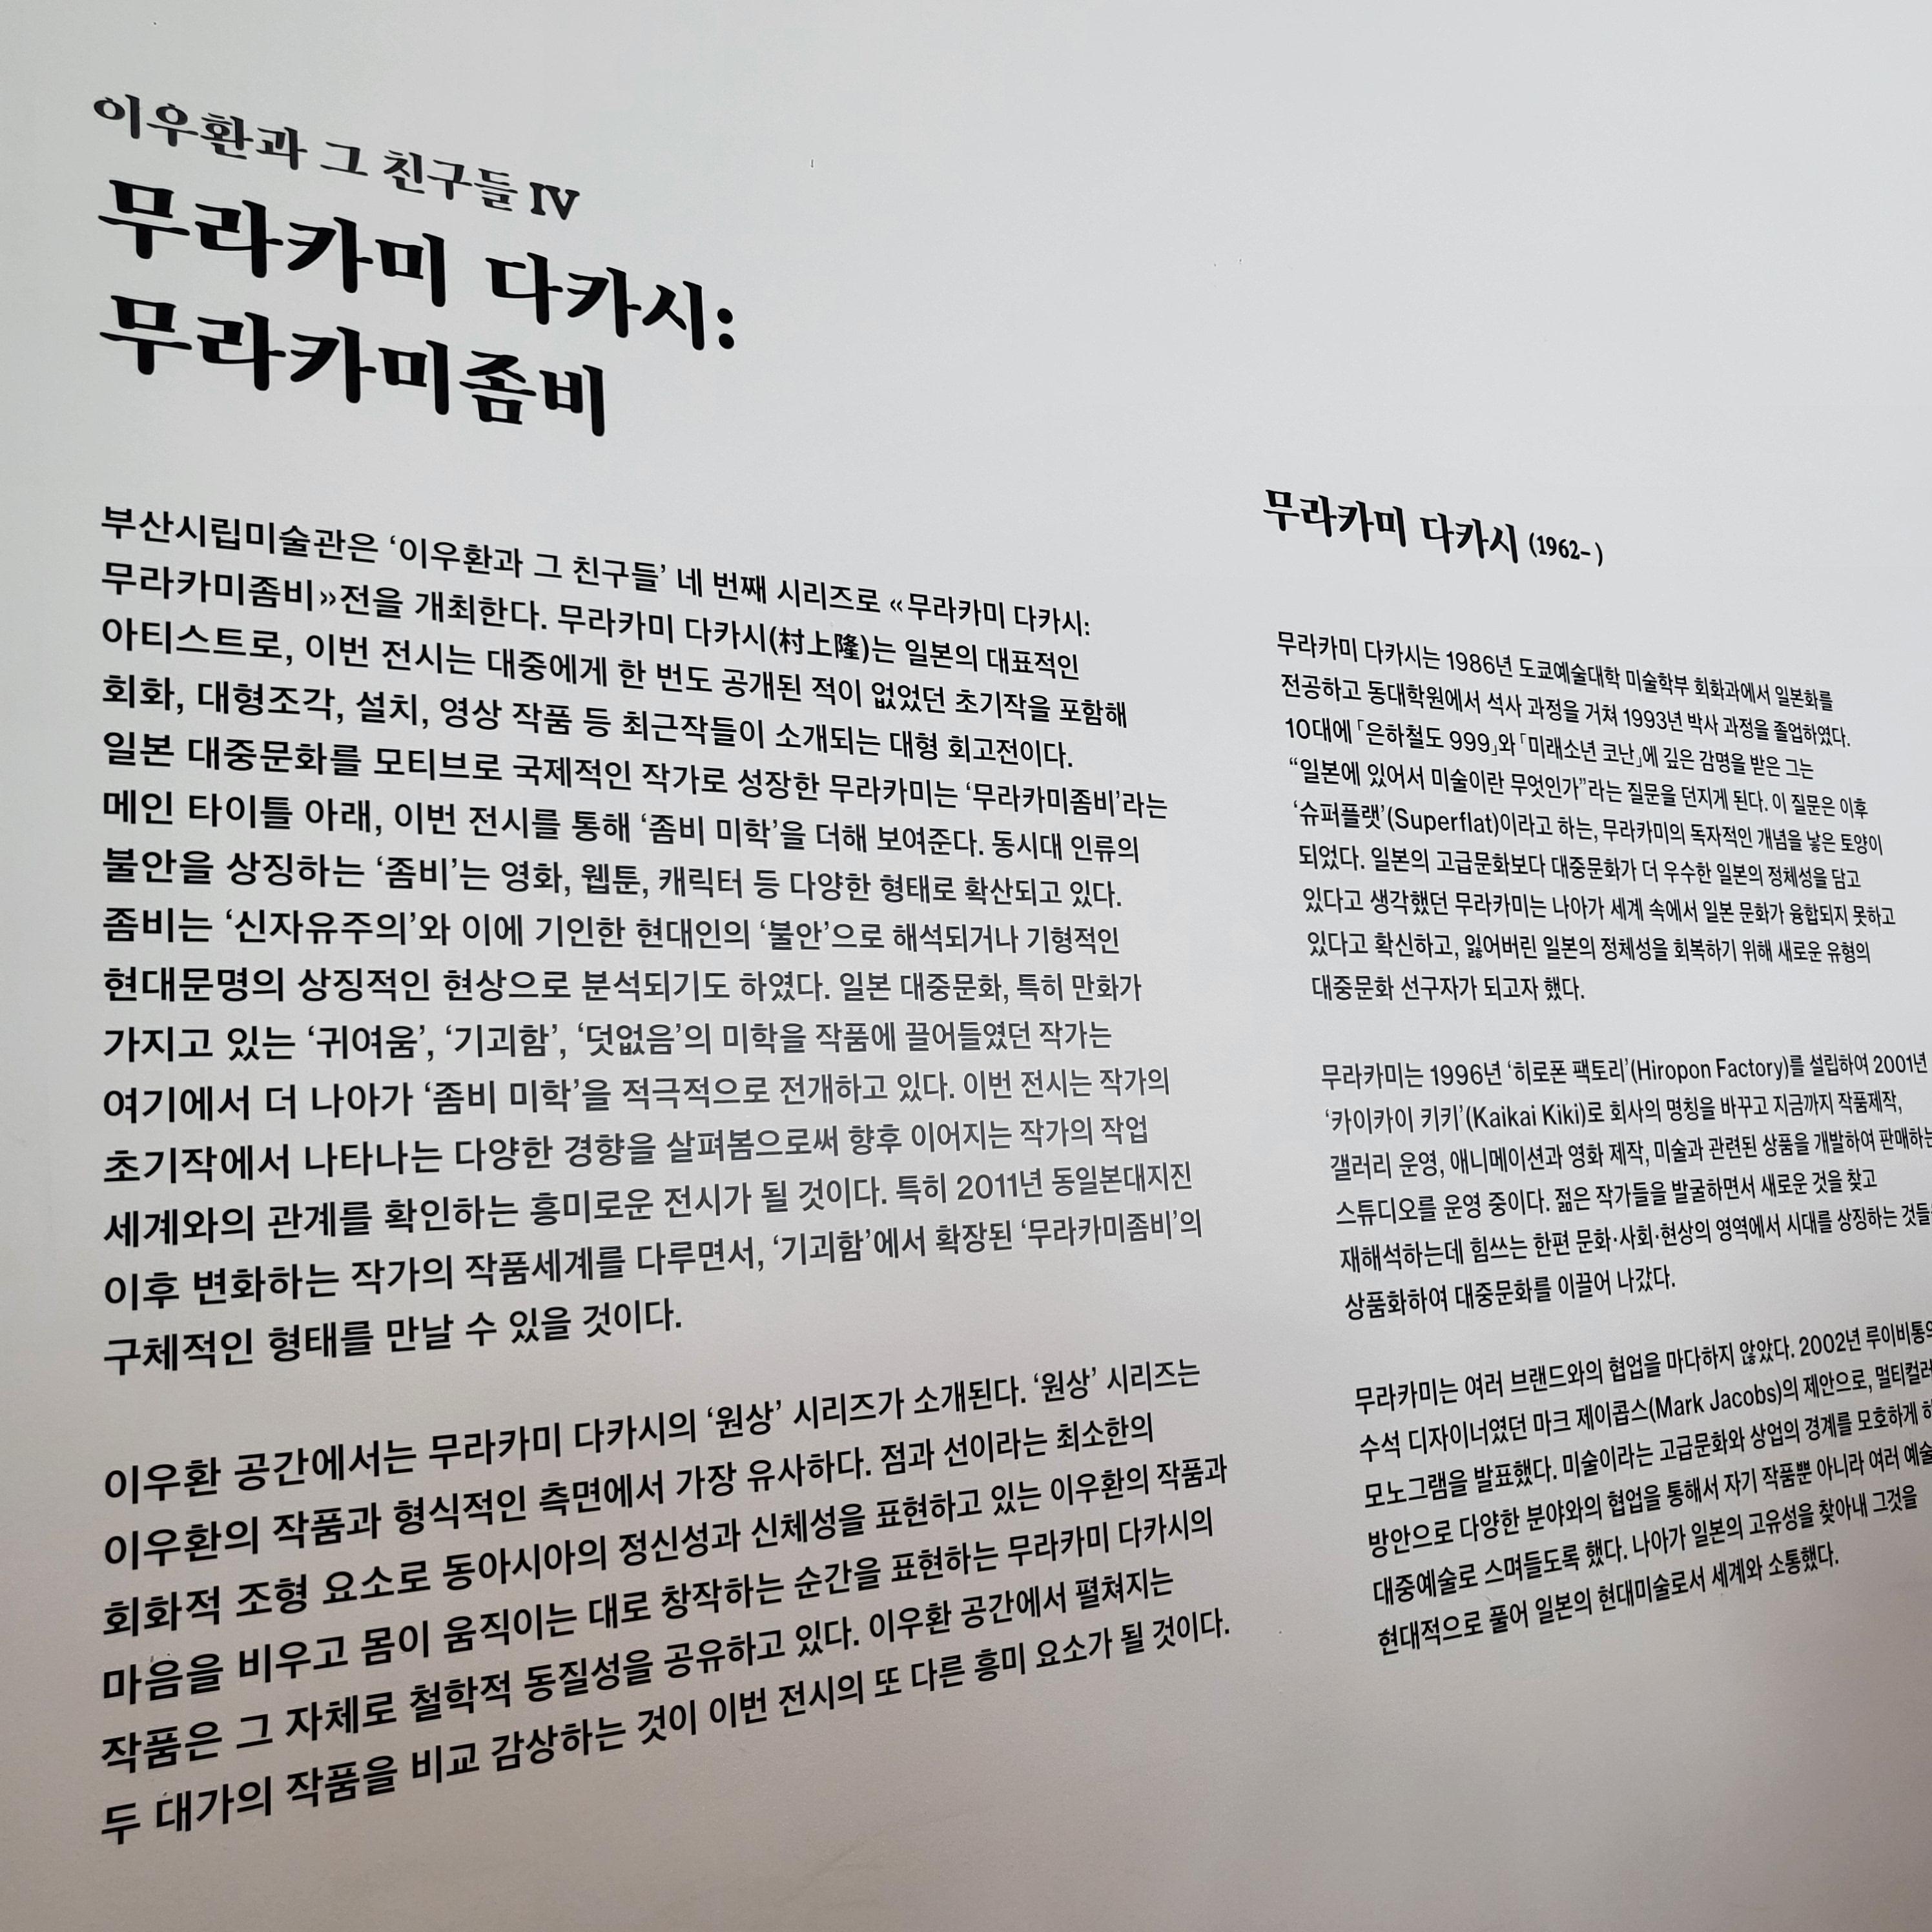 이우환과 그 친구들 IV
무라카미 다카시:
무라카미좀비
부산시립미술관은 ‘이우환과 그 친구들’ 네 번째 시리즈로 «무라카미 다카시:
무라카미좀비»전을 개최한다. 무라카미 다카시(村上隆)는 일본의 대표적인
아티스트로, 이번 전시는 대중에게 한 번도 공개된 적이 없었던 초기작을 포함해
회화, 대형조각, 설치, 영상 작품 등 최근작들이 소개되는 대형 회고전이다.
일본 대중문화를 모티브로 국제적인 작가로 성장한 무라카미는 ‘무라카미좀비’라는
메인 타이틀 아래, 이번 전시를 통해 ‘좀비 미학’을 더해 보여준다. 동시대 인류의
불안을 상징하는 ‘좀비’는 영화, 웹툰, 캐릭터 등 다양한 형태로 확산되고 있다.
좀비는 ‘신자유주의’와 이에 기인한 현대인의 ‘불안’으로 해석되거나 기형적인
현대문명의 상징적인 현상으로 분석되기도 하였다. 일본 대중문화, 특히 만화가
가지고 있는 ‘귀여움’, ‘기괴함’, ‘덧없음’의 미학을 작품에 끌어들였던 작가는
여기에서 더 나아가 ‘좀비 미학’을 적극적으로 전개하고 있다. 이번 전시는 작가의
초기작에서 나타나는 다양한 경향을 살펴봄으로써 향후 이어지는 작가의 작업
세계와의 관계를 확인하는 흥미로운 전시가 될 것이다. 특히 2011년 동일본대지진
이후 변화하는 작가의 작품세계를 다루면서, ‘기괴함’에서 확장된 ‘무라카미좀비’의
구체적인 형태를 만날 수 있을 것이다.
이우환 공간에서는 무라카미 다카시의 ‘원상’ 시리즈가 소개된다. ‘원상’ 시리즈는
이우환의 작품과 형식적인 측면에서 가장 유사하다. 점과 선이라는 최소한의
회화적 조형 요소로 동아시아의 정신성과 신체성을 표현하고 있는 이우환의 작품과
마음을 비우고 몸이 움직이는 대로 창작하는 순간을 표현하는 무라카미 다카시의
작품은 그 자체로 철학적 동질성을 공유하고 있다. 이우환 공간에서 펼쳐지는
두 대가의 작품을 비교 감상하는 것이 이번 전시의 또 다른 흥미 요소가 될 것이다.
무라카미 다카시 (1962– )
무라카미 다카시는 1986년 도쿄예술대학 미술학부 회화과에서 일본화를
전공하고 동대학원에서 석사 과정을 거쳐 1993년 박사 과정을 졸업하였다.
10대에 「은하철도 999」와 「미래소년 코난」에 깊은 감명을 받은 그는
“일본에 있어서 미술이란 무엇인가”라는 질문을 던지게 된다. 이 질문은 이후
‘슈퍼플랫’(Superflat)이라고 하는, 무라카미의 독자적인 개념을 낳은 토양이
되었다. 일본의 고급문화보다 대중문화가 더 우수한 일본의 정체성을 담고
있다고 생각했던 무라카미는 나아가 세계 속에서 일본 문화가 융합되지 못하고
있다고 확신하고, 잃어버린 일본의 정체성을 회복하기 위해 새로운 유형의
대중문화 선구자가 되고자 했다.
무라카미는 1996년 ‘히로폰 팩토리’(Hiropon Factory)를 설립하여 2001년
‘카이카이 키키’(Kaikai Kiki)로 회사의 명칭을 바꾸고 지금까지 작품제작,
갤러리 운영, 애니메이션과 영화 제작, 미술과 관련된 상품을 개발하여 판매하는
스튜디오를 운영 중이다. 젊은 작가들을 발굴하면서 새로운 것을 찾고
재해석하는데 힘쓰는 한편 문화·사회·현상의 영역에서 시대를 상징하는 것들
상품화하여 대중문화를 이끌어 나갔다.
무라카미는 여러 브랜드와의 협업을 마다하지 않았다. 2002년 루이비통의
수석 디자이너였던 마크 제이콥스(Mark Jacobs)의 제안으로, 멀티컬러
모노그램을 발표했다. 미술이라는 고급문화와 상업의 경계를 모호하게 하
방안으로 다양한 분야와의 협업을 통해서 자기 작품뿐 아니라 여러 예술
대중예술로 스며들도록 했다. 나아가 일본의 고유성을 찾아내 그것을
현대적으로 풀어 일본의 현대미술로서 세계와 소통했다.